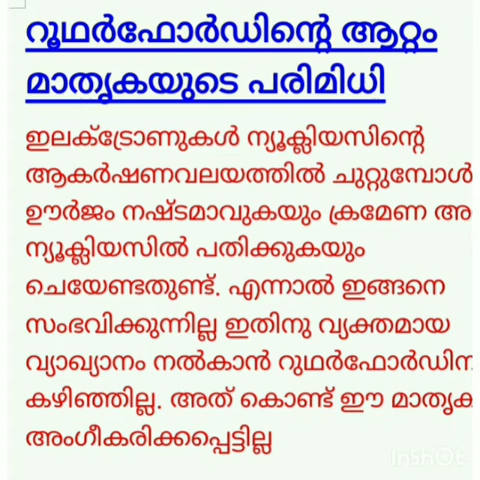 റൂഥർഫോർഡിന്റെ ആറ്റം
മാതൃകയുടെ പരിമിധി
ഇലക്ട്രോണുകൾ ന്യൂക്ലിയസിന്റെ
ആകർഷണവലയത്തിൽ ചുറ്റുമ്പോൾ
ഊർജം നഷ്ടമാവുകയും ക്രമേണ അ
ന്യൂക്ലിയസിൽ പതിക്കുകയും
ചെയേണ്ടതുണ്ട്. എന്നാൽ ഇങ്ങനെ
സംഭവിക്കുന്നില്ല ഇതിനു വ്യക്തമായ
വ്യാഖ്യാനം നൽകാൻ റുഥർഫോർഡിന
കഴിഞ്ഞില്ല. അത് കൊണ്ട് ഈ മാതൃക
അംഗീകരിക്കപ്പെട്ടില്ല
InShOt